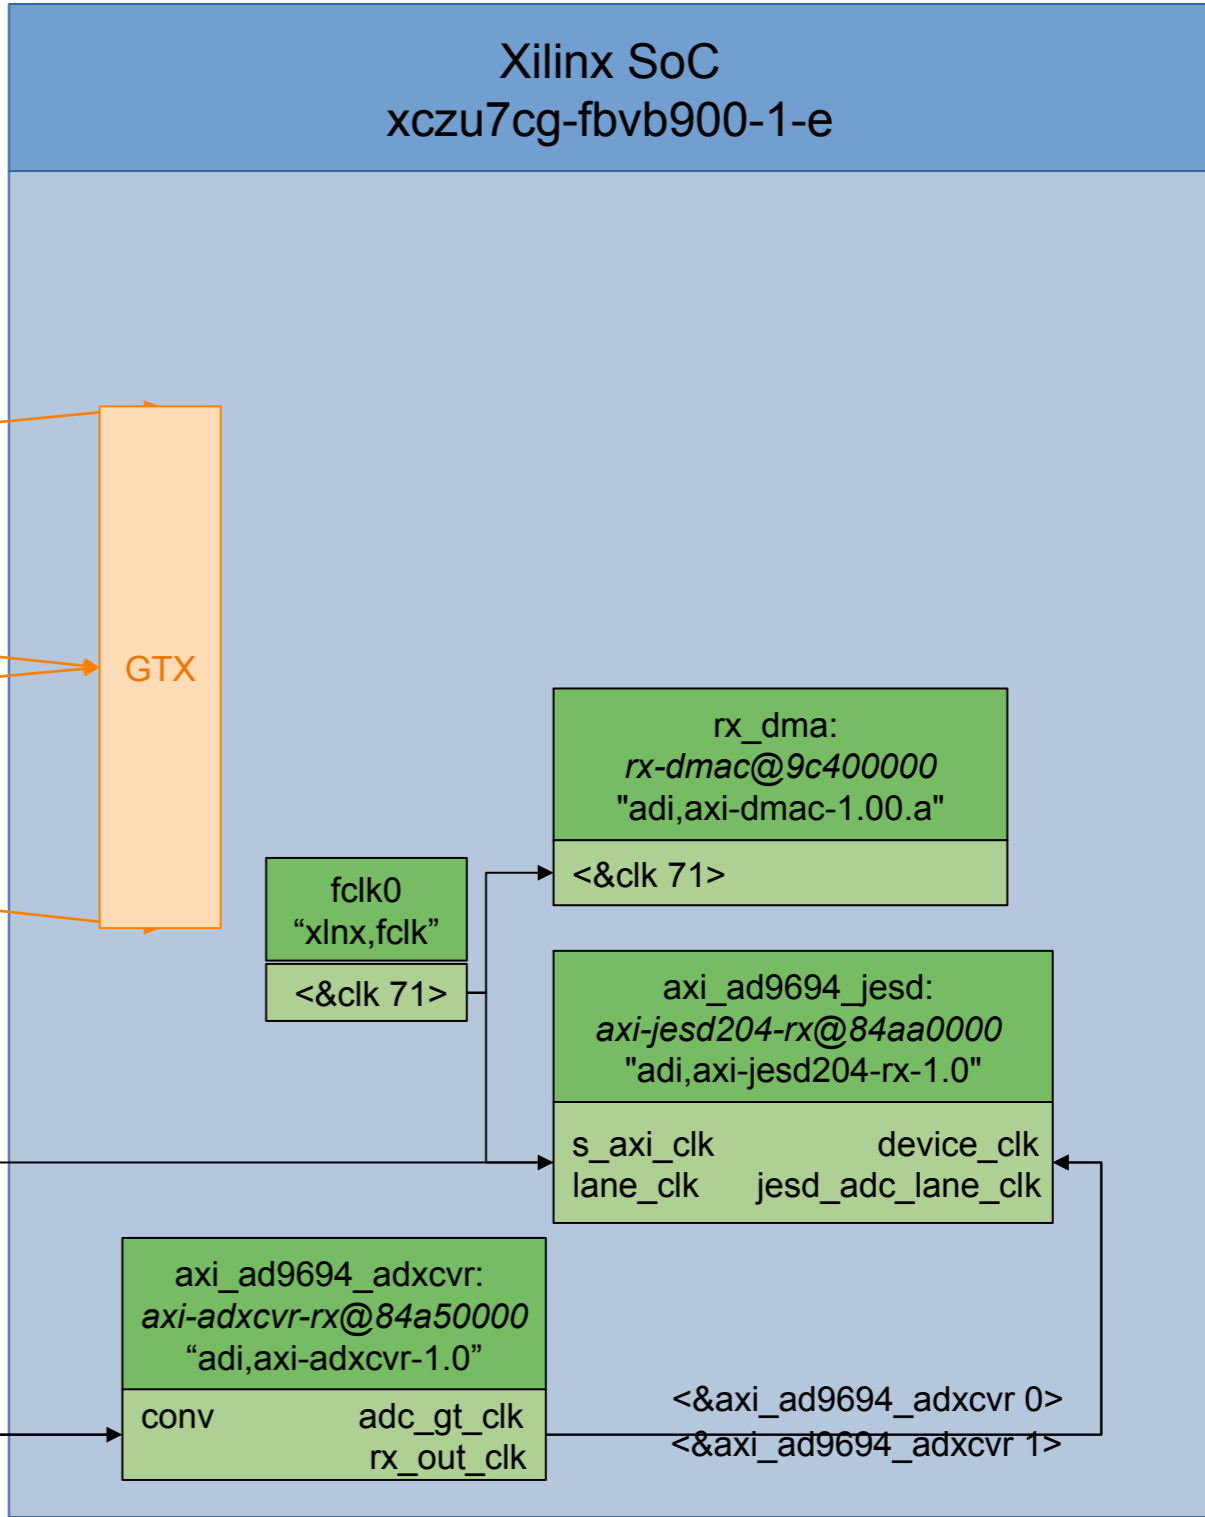 Xilinx SoC
xczu7cg-fbvb900-1-e
GTX
rx_dma:
rx-dmac@9c400000
"adi,axi-dmac-1.00.a"
<&clk 71>
fclk0
“xlnx,fclk”
<&clk 71>
axi_ad9694_jesd:
axi-jesd204-rx@84aa0000
"adi,axi-jesd204-rx-1.0"
s_axi_clk device_clk
lane_clk jesd_adc_lane_clk
axi_ad9694_adxcvr:
axi-adxcvr-rx@84a50000
“adi,axi-adxcvr-1.0”
conv adc_gt_clk
rx_out_clk
<&axi_ad9694_adxcvr 0>
<&axi_ad9694_adxcvr 1>